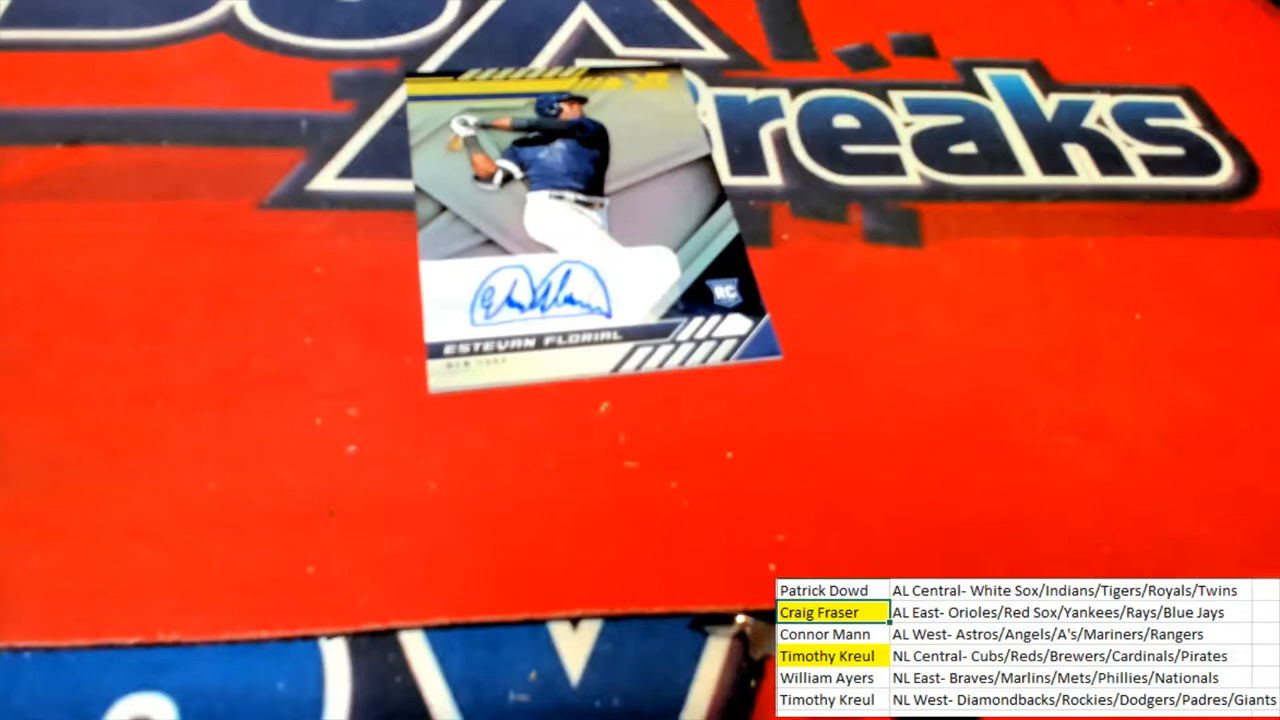 Breaks
RC
ESTEVAN FLORIAL
NEW YORK
Patrick Dowd AL Central- White Sox/Indians/Tigers/Royals/Twins
Craig Fraser AL East- Orioles/Red Sox/Yankees/Rays/Blue Jays
Connor Mann AL West- Astros/Angels/A's/Mariners/Rangers
Timothy Kreul NL Central- Cubs/Reds/Brewers/Cardinals/Pirates
William Ayers NL East- Braves/Marlins/Mets/Phillies/Nationals
Timothy Kreul NL West- Diamondbacks/Rockies/Dodgers/Padres/Giants